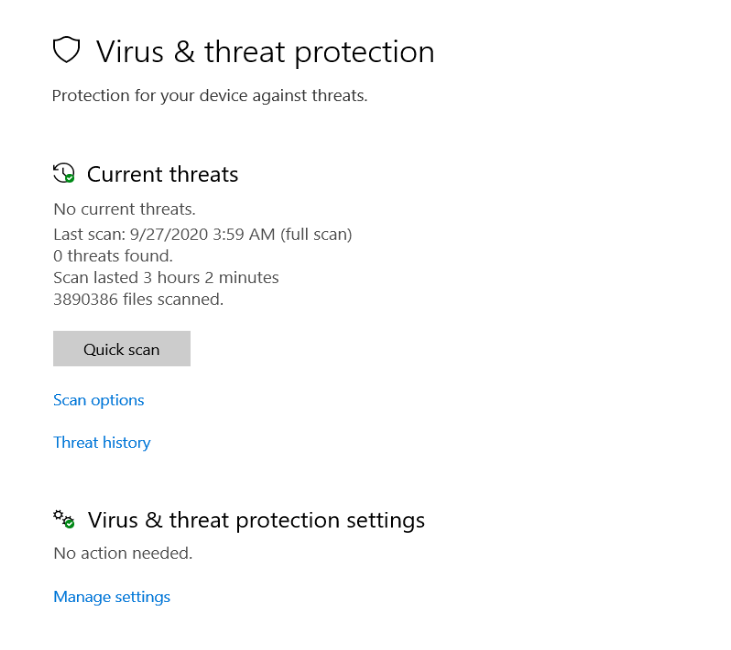 Virus & threat protection
Protection for your device against threats.
Current threats
No current threats.
Last scan: 9/27/2020 3:59 AM (full scan)
0 threats found.
Scan lasted 3 hours 2 minutes
3890386 files scanned.
Quick scan
Scan options
Threat history
Virus & threat protection settings
No action needed.
Manage settings